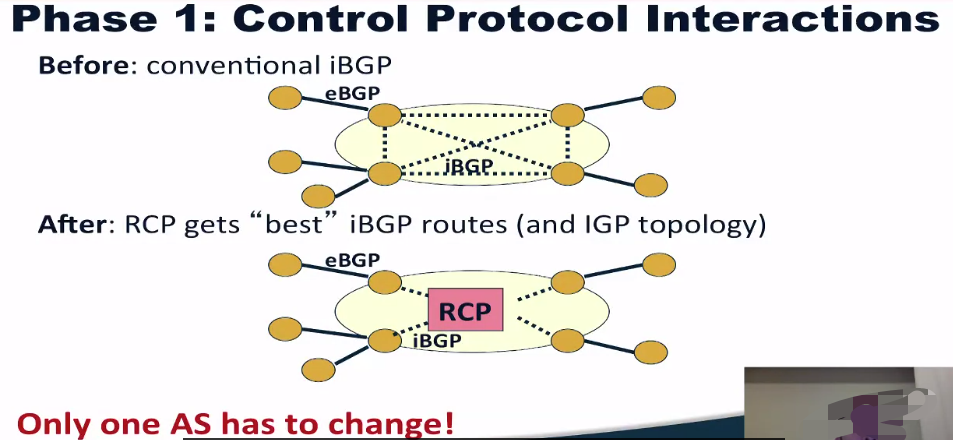 Phase 1: Control Protocol Interactions
Before: conventional iBGP
eBGP
iBGP
After: RCP gets “best” iBGP routes (and IGP topology)
eBGP
RCP
iBGP
Only one AS has to change!